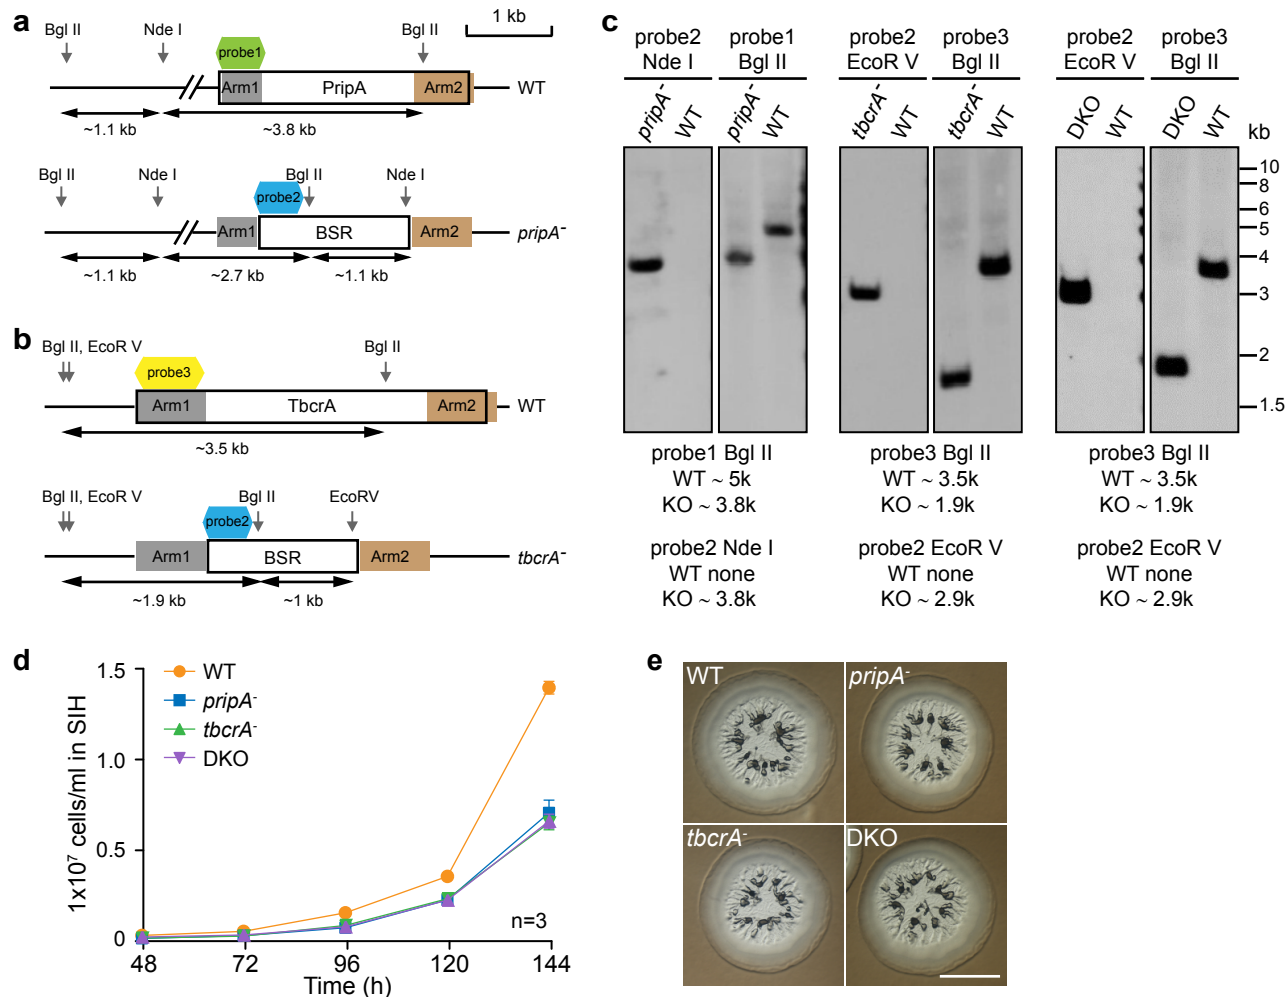 a
1 kb
Bgl II
Nde I
Bgl II
probe1
Arm1
PripA
Arm2
WT
~1.1 kb
~3.8 kb
Bgl II
Nde I
Bgl II
Nde I
probe2
Arm1
BSR
Arm2
pripA-
~1.1 kb
~2.7 kb
~1.1 kb
b
Bgl II, EcoR V
Bgl II
probe3
Arm1
TbcrA
Arm2
WT
~3.5 kb
Bgl II, EcoR V
Bgl II
EcoRV
probe2
Arm1
BSR
Arm2
tbcrA-
~1.9 kb
~1 kb
c
probe2
Nde I
probe1
Bgl II
probe2
EcoR V
probe3
Bgl II
probe2
EcoR V
probe3
Bgl II
pripA-
WT
pripA-
WT
tbcrA-
WT
tbcrA-
WT
DKO
WT
DKO
WT
kb
10
8
6
5
4
3
2
1.5
probe1 Bgl II
WT ~ 5k
KO ~ 3.8k
probe2 Nde I
WT none
KO ~ 3.8k
probe3 Bgl II
WT ~ 3.5k
KO ~ 1.9k
probe2 EcoR V
WT none
KO ~ 2.9k
probe3 Bgl II
WT ~ 3.5k
KO ~ 1.9k
probe2 EcoR V
WT none
KO ~ 2.9k
d
1x10⁷ cells/ml in SIH
1.5
1.0
0.5
0
WT
pripA-
tbcrA-
DKO
n=3
48
72
96
120
144
Time (h)
e
WT
pripA-
tbcrA-
DKO